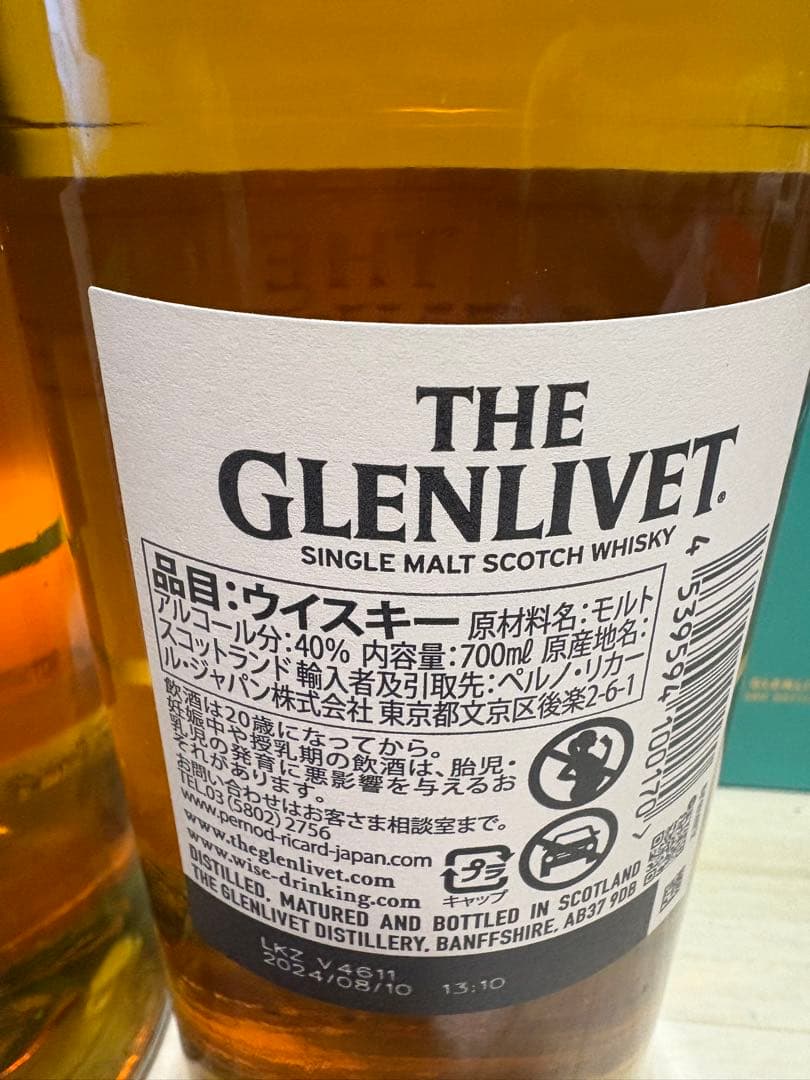 THE
GLENLIVET.
SINGLE MALT SCOTCH WHISKY
品目:ウイスキー 原材料名:モルト
アルコール分:40% 内容量:700㎖ 原産地名:
スコットランド 輸入者及引取先:ペルノ・リカー
ル・ジャパン株式会社 東京都文京区後楽2-6-1
飲酒は20歳になってから。
妊娠中や授乳期の飲酒は、胎児・
乳児の発育に悪影響を与えるお
それがあります。
お問い合わせはお客さま相談室まで。
TEL.03 (5802) 2756
www.pernod-ricard-japan.com
www.theglenlivet.com
www.wise-drinking.com
プラ
キャップ
DISTILLED, MATURED AND BOTTLED IN SCOTLAND
THE GLENLIVET DISTILLERY, BANFFSHIRE, AB37 9DB
4 539594 100170 >
LKZ V4611
2024/08/10 13:10